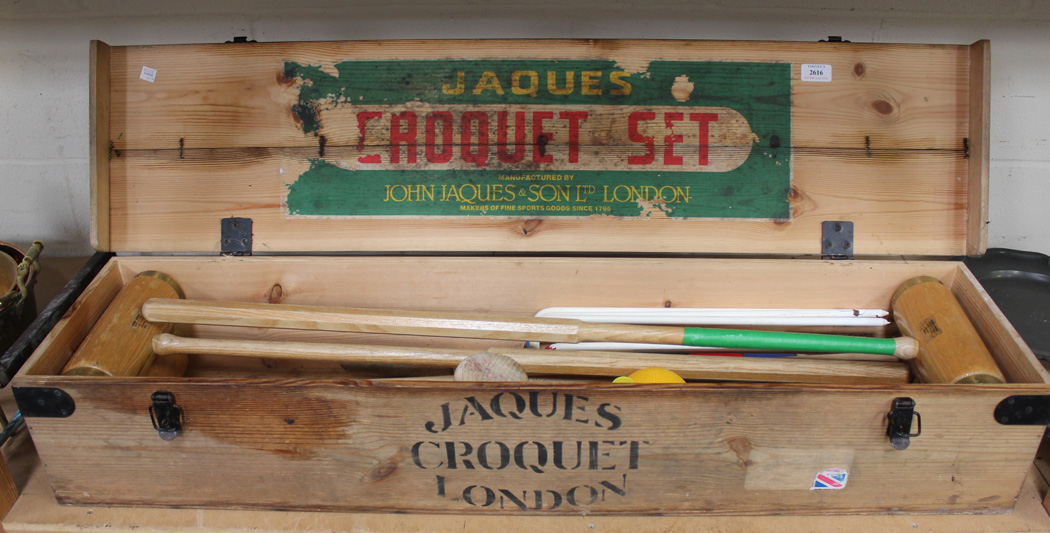 JAQUES
2616
CROQUET SET
MANUFACTURED BY
JOHN JAQUES & SON LTD LONDON
MAKERS OF FINE SPORTS GOODS SINCE 1795
JAQUES
CROQUET
LONDON